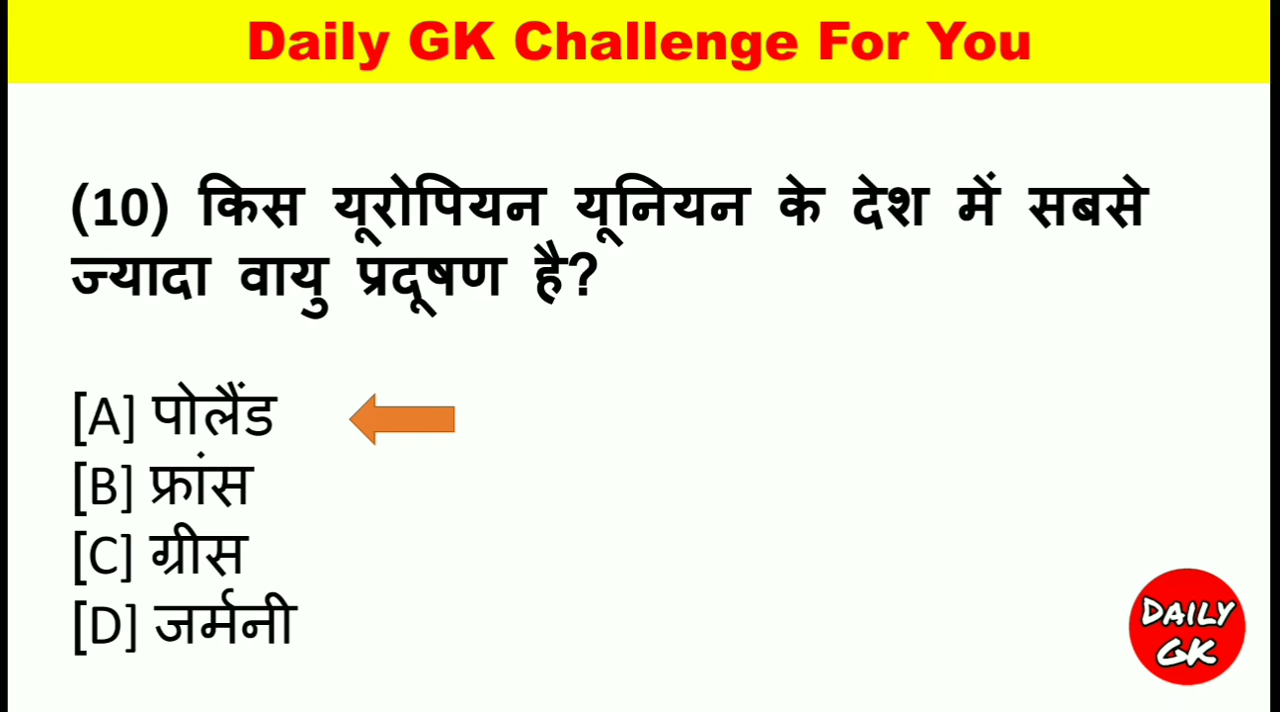 Daily GK Challenge For You
(10) किस यूरोपियन यूनियन के देश में सबसे
ज्यादा वायु प्रदूषण है?
[A] पोलैंड
[B] फ्रांस
[C] ग्रीस
[D] जर्मनी
DAILY
GK